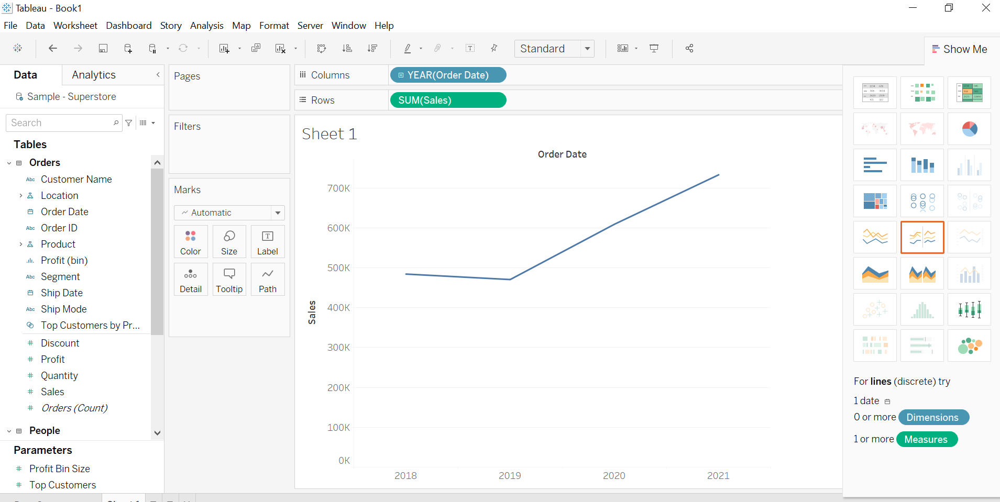 Tableau - Book1
File Data Worksheet Dashboard Story Analysis Map Format Server Window Help
Standard
Show Me
Data
Analytics
Sample - Superstore
Search
Tables
Orders
Abc Customer Name
Location
Order Date
Abc Order ID
Product
Profit (bin)
Abc Segment
Ship Date
Abc Ship Mode
Top Customers by Pr...
# Discount
# Profit
# Quantity
# Sales
# Orders (Count)
People
Parameters
# Profit Bin Size
# Top Customers
Pages
Filters
Marks
Automatic
Color Size Label
Detail Tooltip Path
Columns
YEAR(Order Date)
Rows
SUM(Sales)
Sheet 1
Order Date
Sales
700K
600K
500K
400K
300K
200K
100K
0K
2018 2019 2020 2021
For lines (discrete) try
1 date
0 or more Dimensions
1 or more Measures